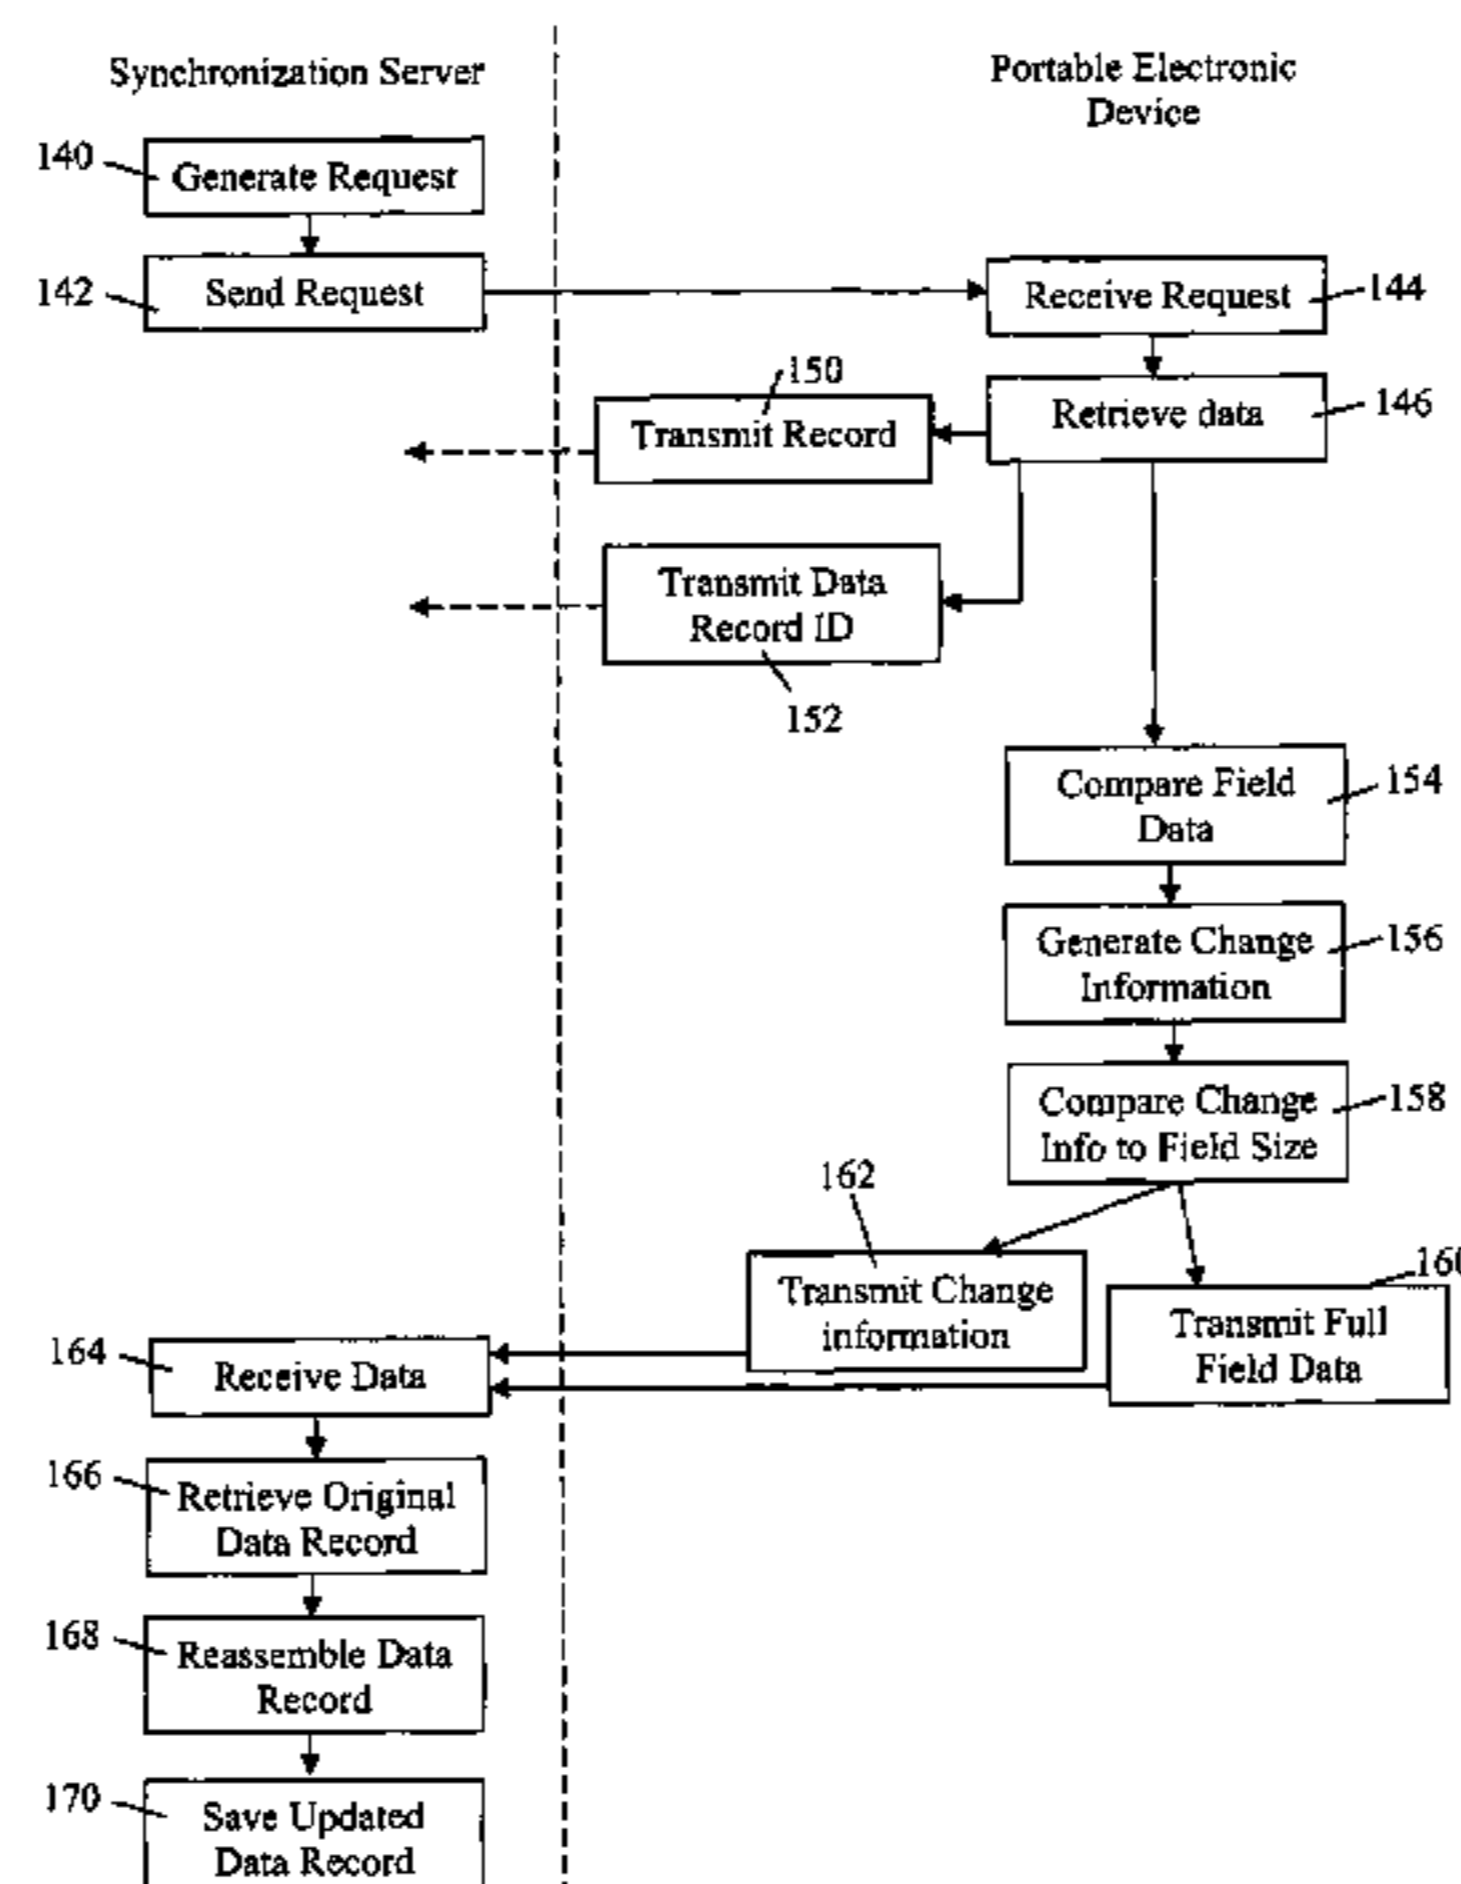 Synchronization Server
Portable Electronic
Device
140
Generate Request
142
Send Request
Receive Request
144
150
Transmit Record
Retrieve data
146
Transmit Data
Record ID
152
Compare Field
Data
154
Generate Change
Information
156
Compare Change
Info to Field Size
158
162
Transmit Change
information
160
Transmit Full
Field Data
164
Receive Data
166
Retrieve Original
Data Record
168
Reassemble Data
Record
170
Save Updated
Data Record